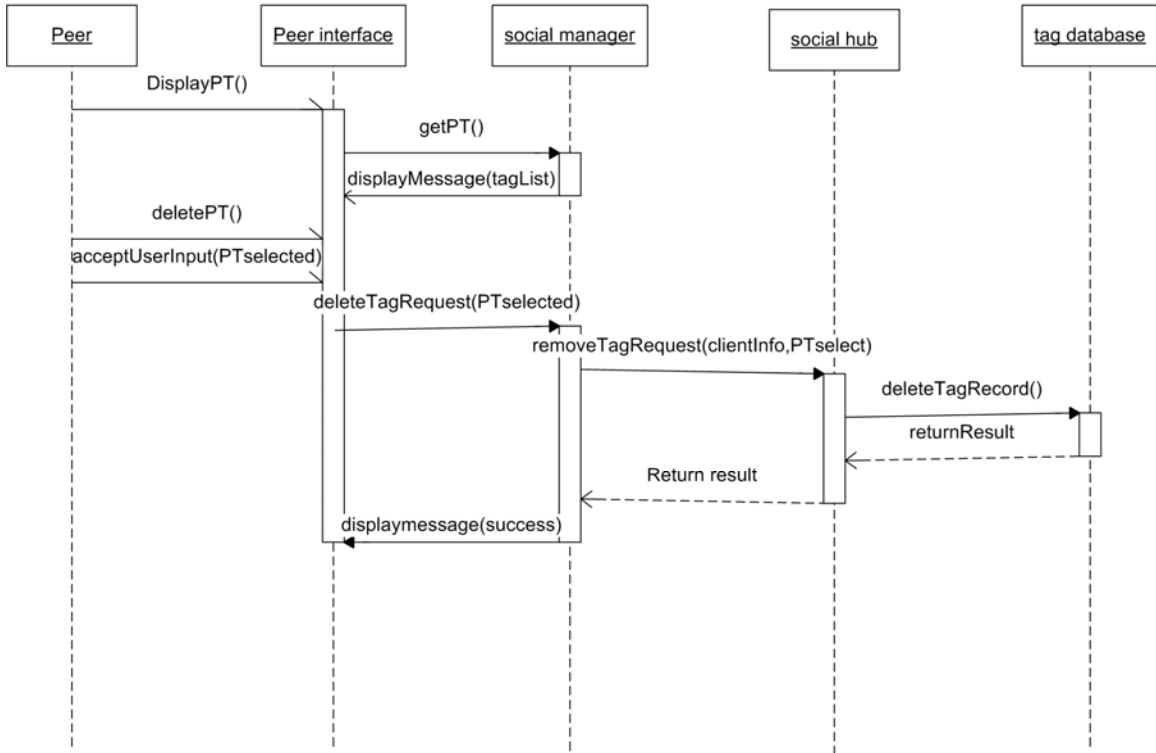 Peer
Peer interface
social manager
social hub
tag database
DisplayPT()
getPT()
displayMessage(tagList)
deletePT()
acceptUserInput(PTselected)
deleteTagRequest(PTselected)
removeTagRequest(clientInfo,PTselect)
deleteTagRecord()
returnResult
Return result
displaymessage(success)